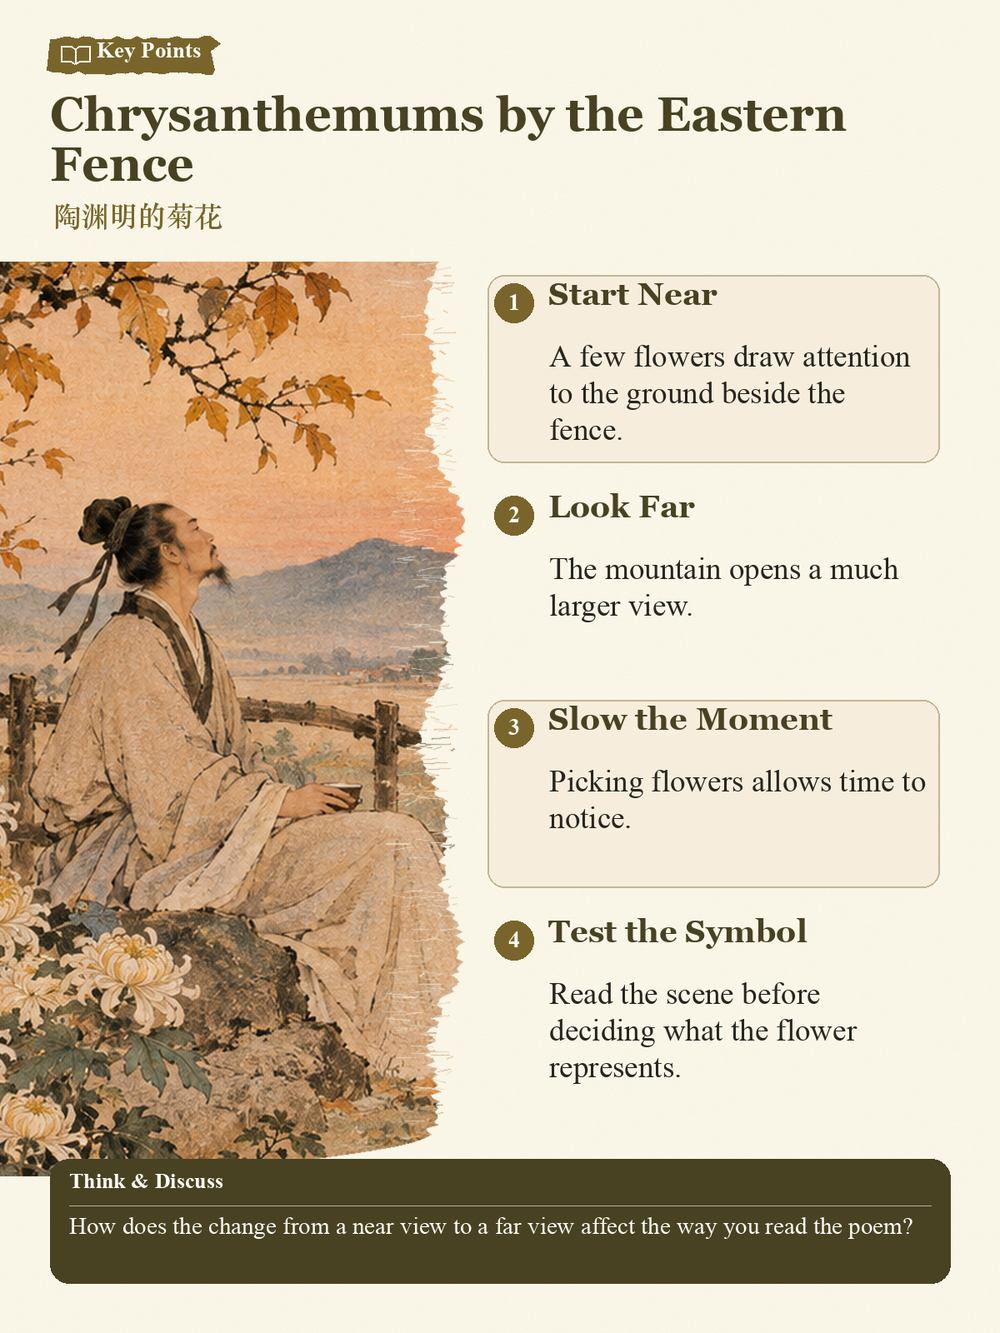 Key Points
Chrysanthemums by the Eastern
Fence
陶渊明的菊花
1 Start Near
A few flowers draw attention
to the ground beside the
fence.
2 Look Far
The mountain opens a much
larger view.
3 Slow the Moment
Picking flowers allows time to
notice.
4 Test the Symbol
Read the scene before
deciding what the flower
represents.
Think & Discuss
How does the change from a near view to a far view affect the way you read the poem?